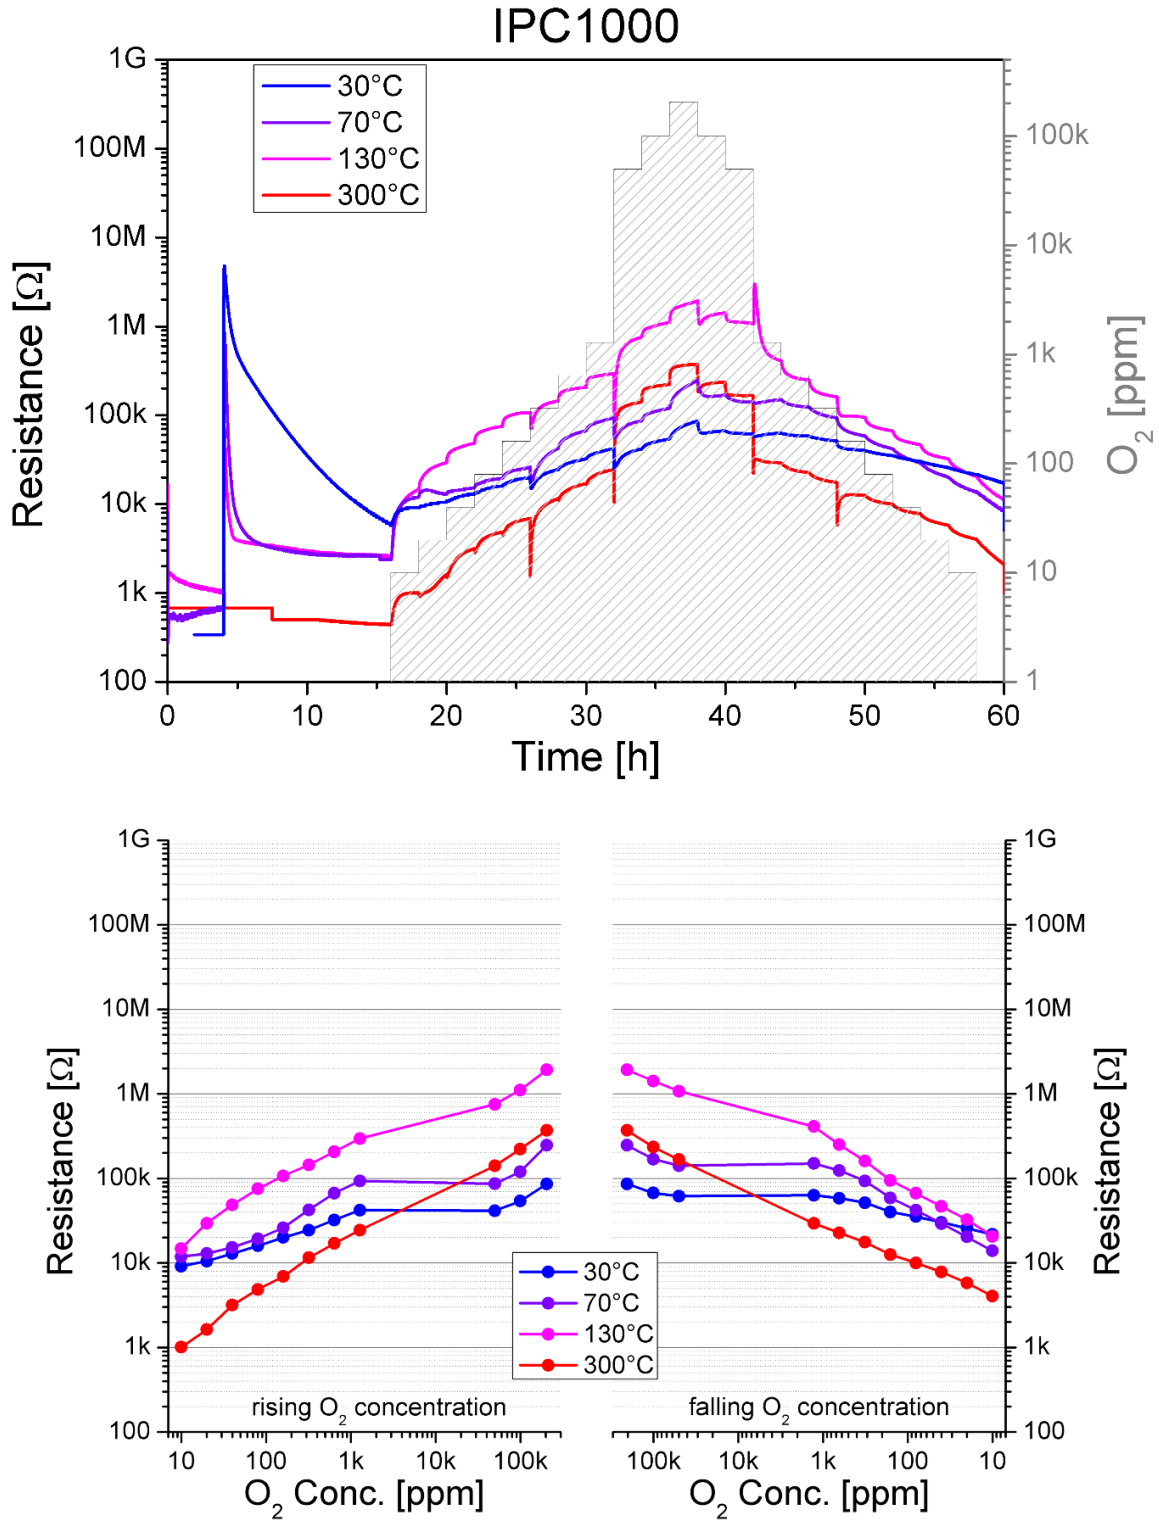 IPC1000
1G
100M
10M
1M
100k
10k
1k
100
Resistance [Ω]
30°C
70°C
130°C
300°C
100k
10k
1k
100
10
1
O₂ [ppm]
0 10 20 30 40 50 60
Time [h]
1G
100M
10M
1M
100k
10k
1k
100
Resistance [Ω]
1G
100M
10M
1M
100k
10k
1k
100
Resistance [Ω]
30°C
70°C
130°C
300°C
rising O₂ concentration
falling O₂ concentration
10 100 1k 10k 100k
100k 10k 1k 100 10
O₂ Conc. [ppm]
O₂ Conc. [ppm]